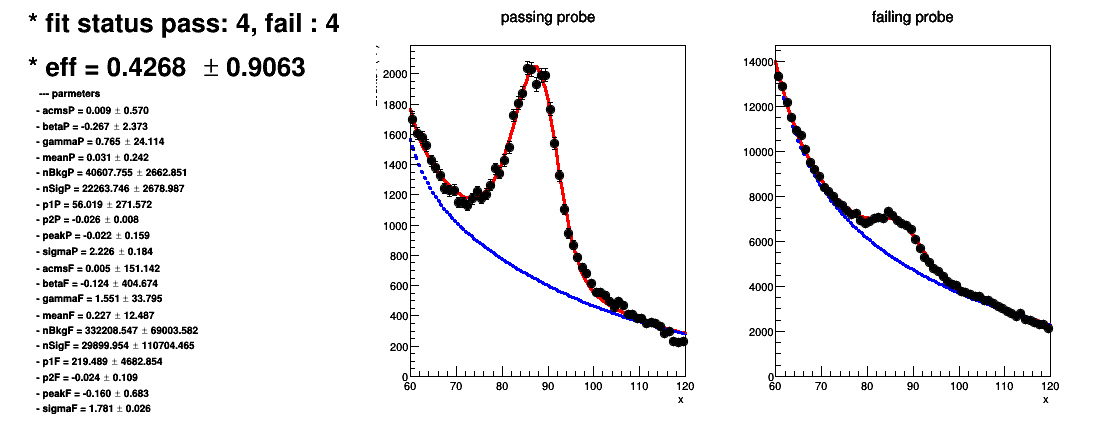 * fit status pass: 4, fail : 4
* eff = 0.4268 ± 0.9063
--- parmeters
- acmsP = 0.009 ± 0.570
- betaP = -0.267 ± 2.373
- gammaP = 0.765 ± 24.114
- meanP = 0.031 ± 0.242
- nBkgP = 40607.755 ± 2662.851
- nSigP = 22263.746 ± 2678.987
- p1P = 56.019 ± 271.572
- p2P = -0.026 ± 0.008
- peakP = -0.022 ± 0.159
- sigmaP = 2.226 ± 0.184
- acmsF = 0.005 ± 151.142
- betaF = -0.124 ± 404.674
- gammaF = 1.551 ± 33.795
- meanF = 0.227 ± 12.487
- nBkgF = 332208.547 ± 69003.582
- nSigF = 29899.954 ± 110704.465
- p1F = 219.489 ± 4682.854
- p2F = -0.024 ± 0.109
- peakF = -0.160 ± 0.683
- sigmaF = 1.781 ± 0.026
passing probe
2000
1800
1600
1400
1200
1000
800
600
400
200
0
60 70 80 90 100 110 120
x
failing probe
14000
12000
10000
8000
6000
4000
2000
0
60 70 80 90 100 110 120
x